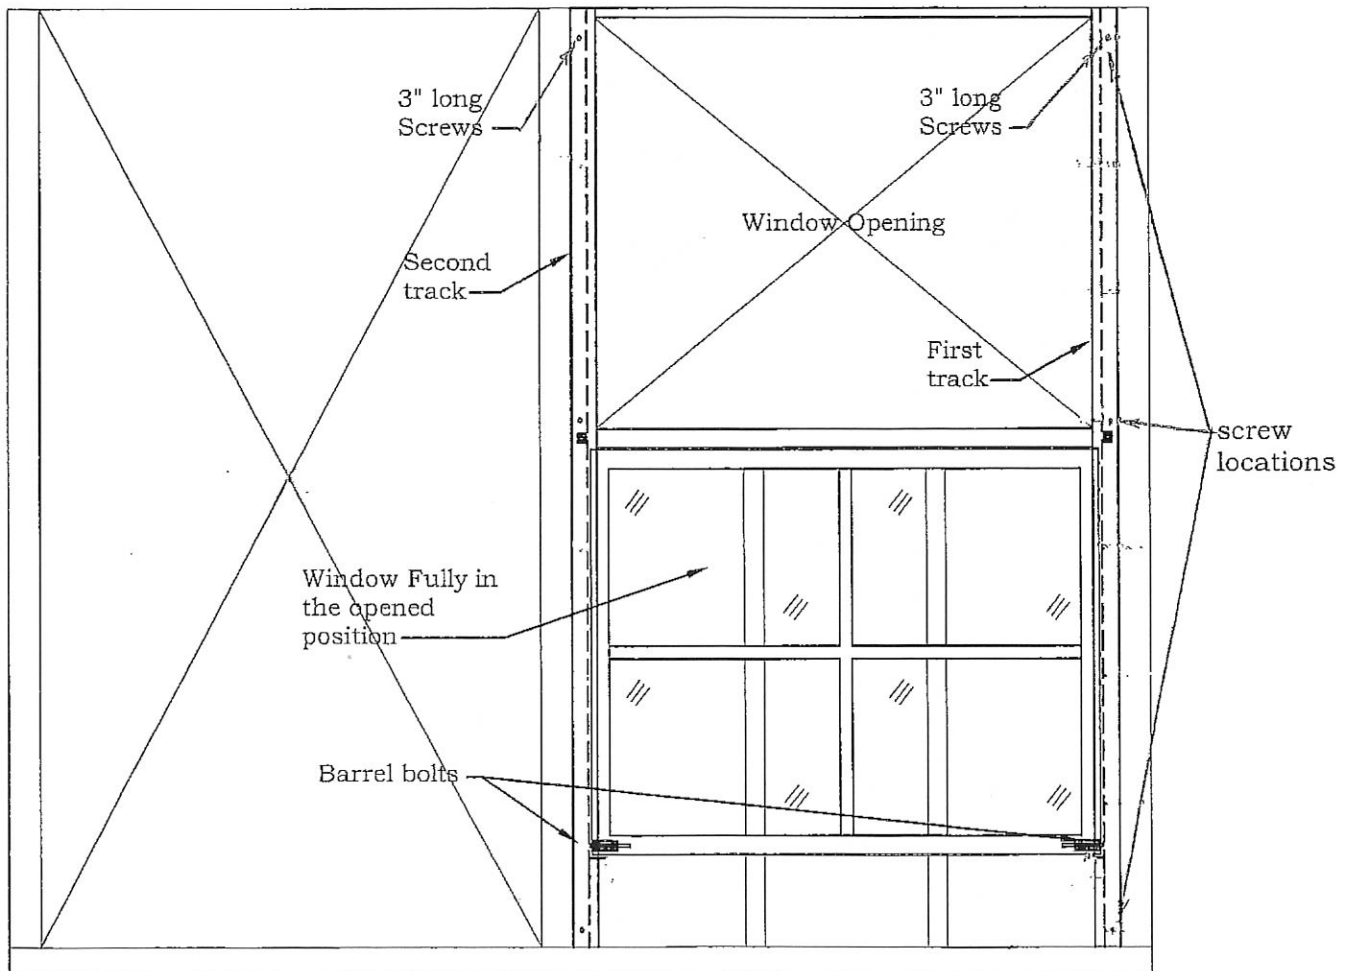 3" long
Screws
3" long
Screws
Window Opening
Second
track
First
track
screw
locations
Window Fully in
the opened
position
Barrel bolts